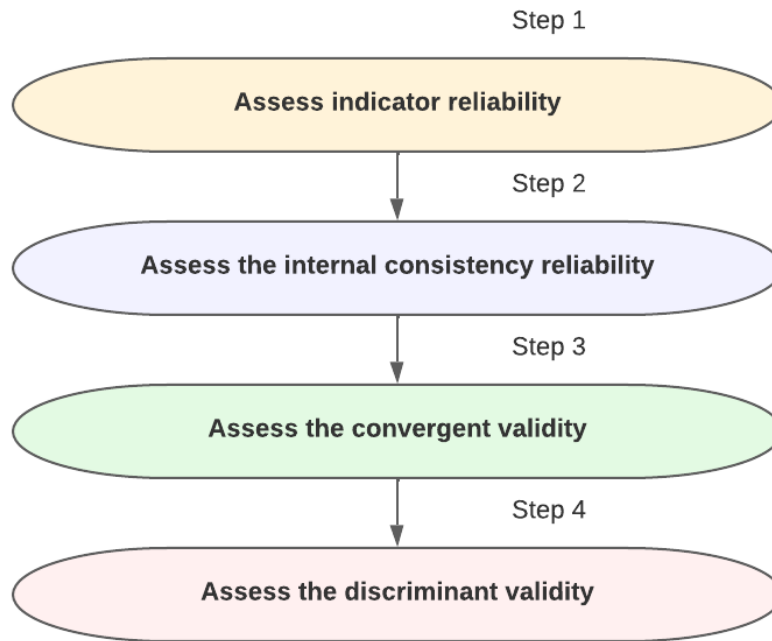 Step 1
Assess indicator reliability
Step 2
Assess the internal consistency reliability
Step 3
Assess the convergent validity
Step 4
Assess the discriminant validity